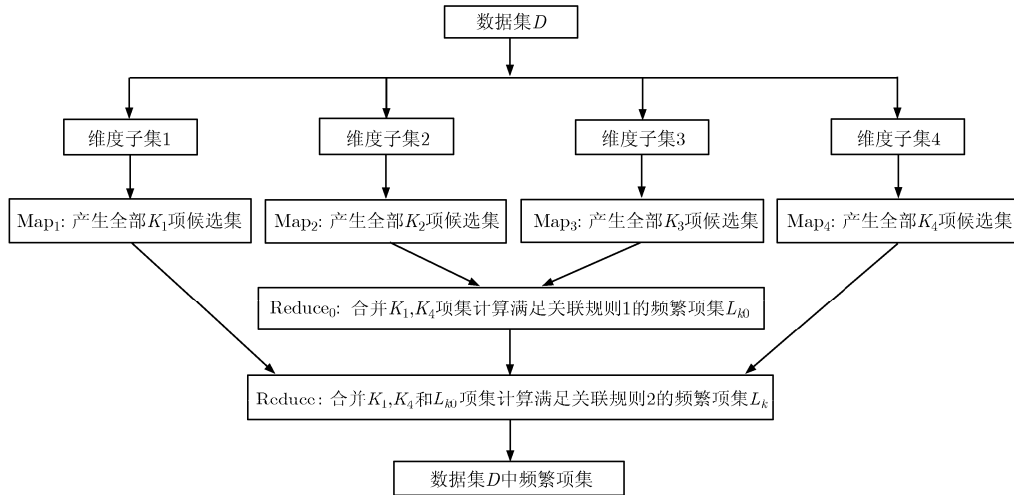 数据集D
维度子集1
维度子集2
维度子集3
维度子集4
Map₁: 产生全部K₁项候选集
Map₂: 产生全部K₂项候选集
Map₃: 产生全部K₃项候选集
Map₄: 产生全部K₄项候选集
Reduce₀: 合并K₁,K₄项集计算满足关联规则1的频繁项集Lₖ₀
Reduce: 合并K₁,K₄和Lₖ₀项集计算满足关联规则2的频繁项集Lₖ
数据集D中频繁项集